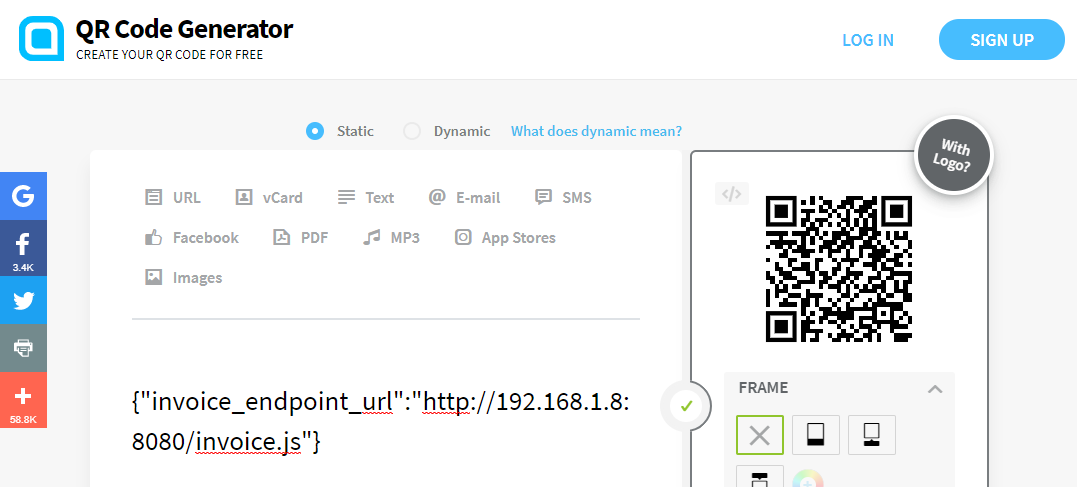 QR Code Generator
CREATE YOUR QR CODE FOR FREE
LOG IN
SIGN UP
Static
Dynamic
What does dynamic mean?
With
Logo?
URL
vCard
Text
E-mail
SMS
Facebook
PDF
MP3
App Stores
Images
3.4K
58.8K
{"invoice_endpoint_url":"http://192.168.1.8:
8080/invoice.js"}
FRAME